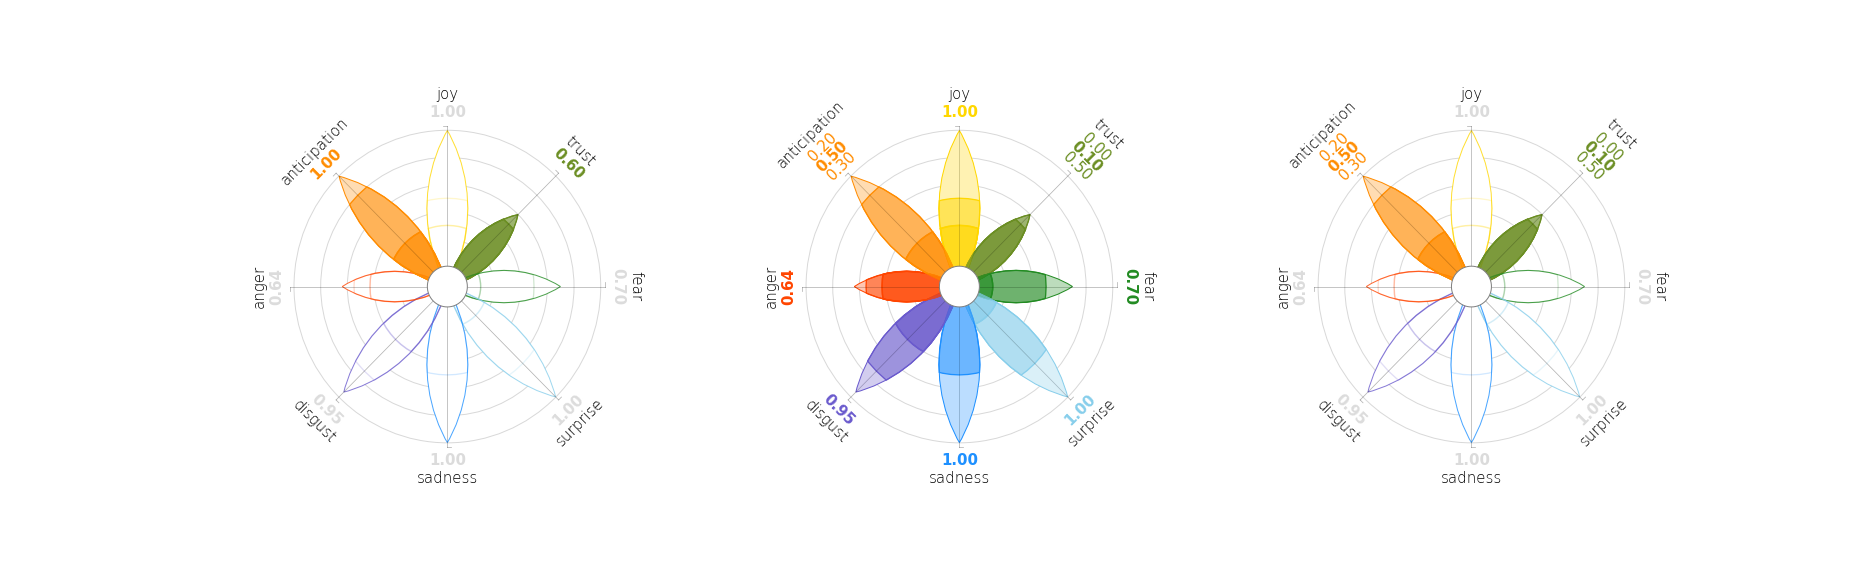 joy
1.00
anticipation
1.00
trust
0.60
anger
0.64
fear
0.70
disgust
0.95
surprise
1.00
1.00
sadness
joy
1.00
anticipation
0.20
0.50
0.30
trust
0.00
0.10
0.50
anger
0.64
fear
0.70
disgust
0.95
surprise
1.00
1.00
sadness
joy
1.00
anticipation
0.20
0.50
0.30
trust
0.00
0.10
0.50
anger
0.64
fear
0.70
disgust
0.95
surprise
1.00
1.00
sadness